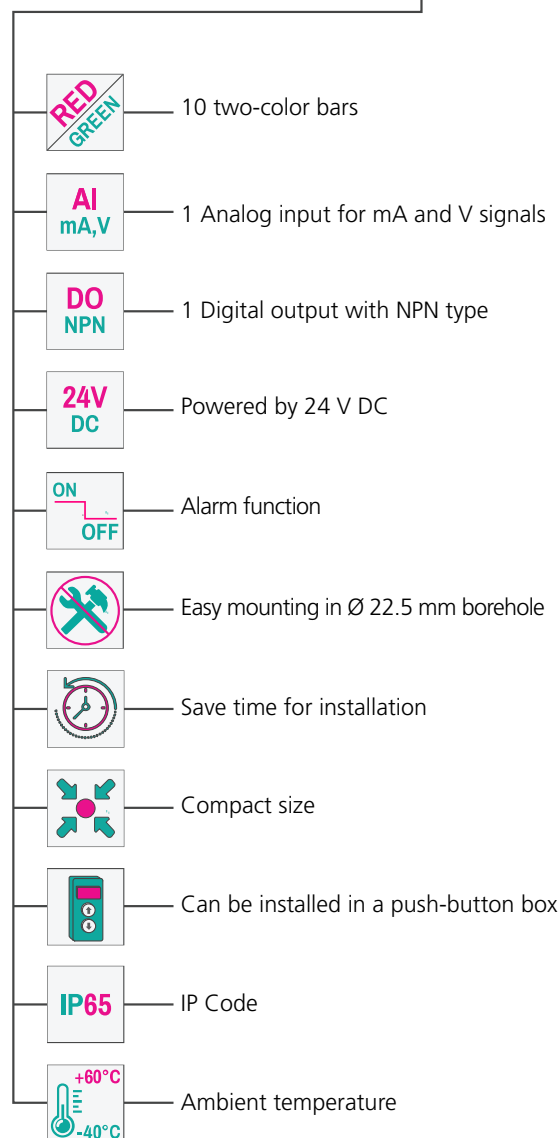 RED
GREEN
10 two-color bars
AI
mA,V
1 Analog input for mA and V signals
DO
NPN
1 Digital output with NPN type
24V
DC
Powered by 24 V DC
ON
OFF
Alarm function
Easy mounting in Ø 22.5 mm borehole
Save time for installation
Compact size
Can be installed in a push-button box
IP65
IP Code
+60°C
-40°C
Ambient temperature